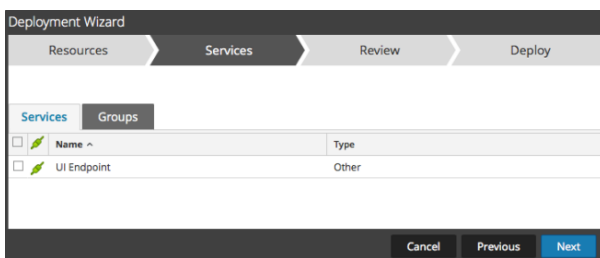 Deployment Wizard
Resources Services Review Deploy
Services Groups
Name Type
UI Endpoint Other
Cancel Previous Next